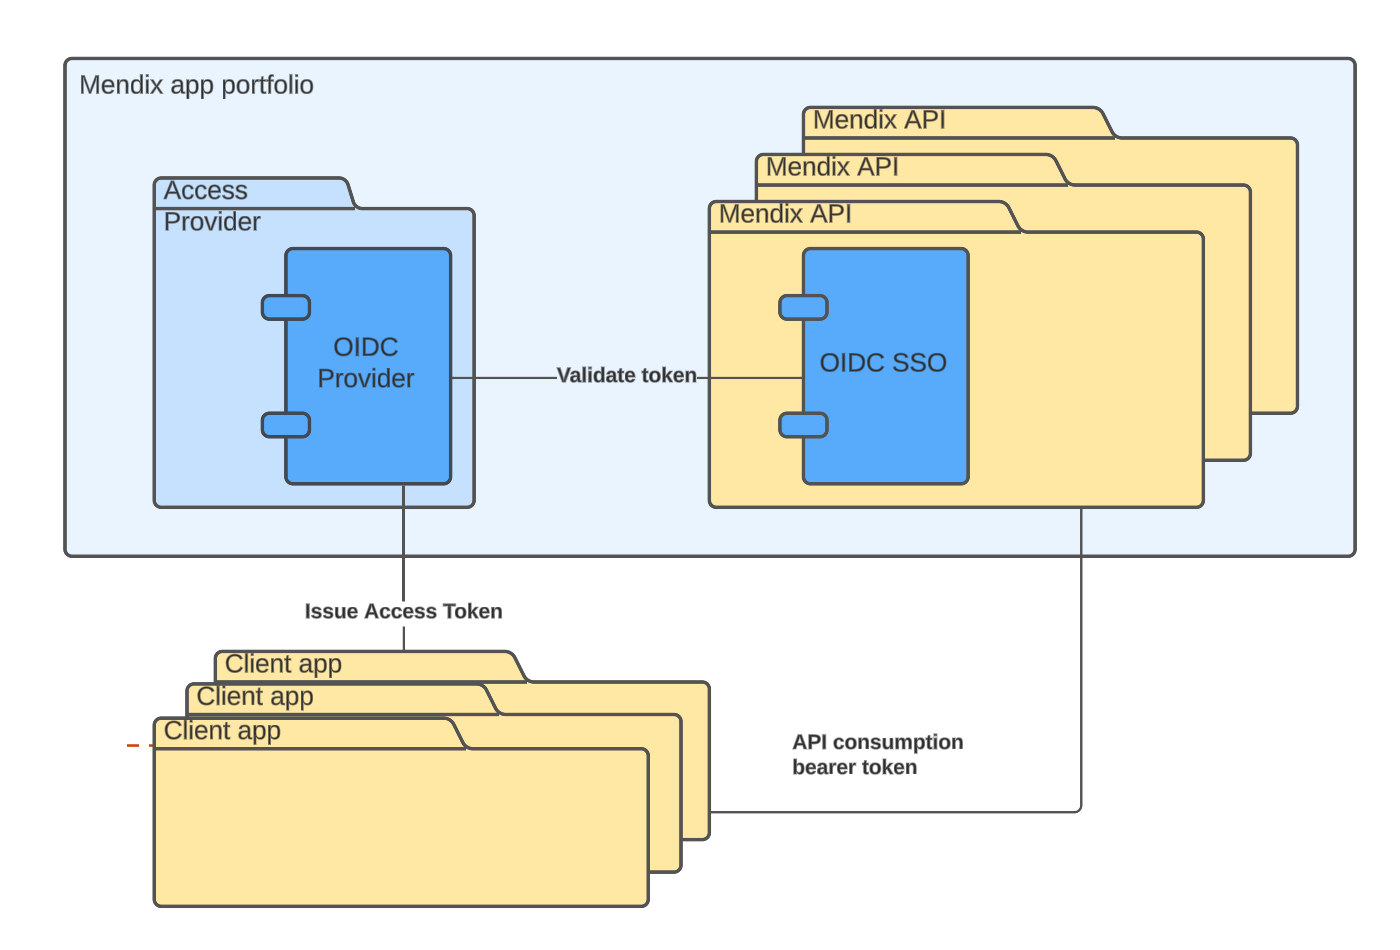 Mendix app portfolio
Mendix API
Mendix API
Mendix API
Access
Provider
OIDC
Provider
Validate token
OIDC SSO
Issue Access Token
Client app
Client app
Client app
API consumption
bearer token